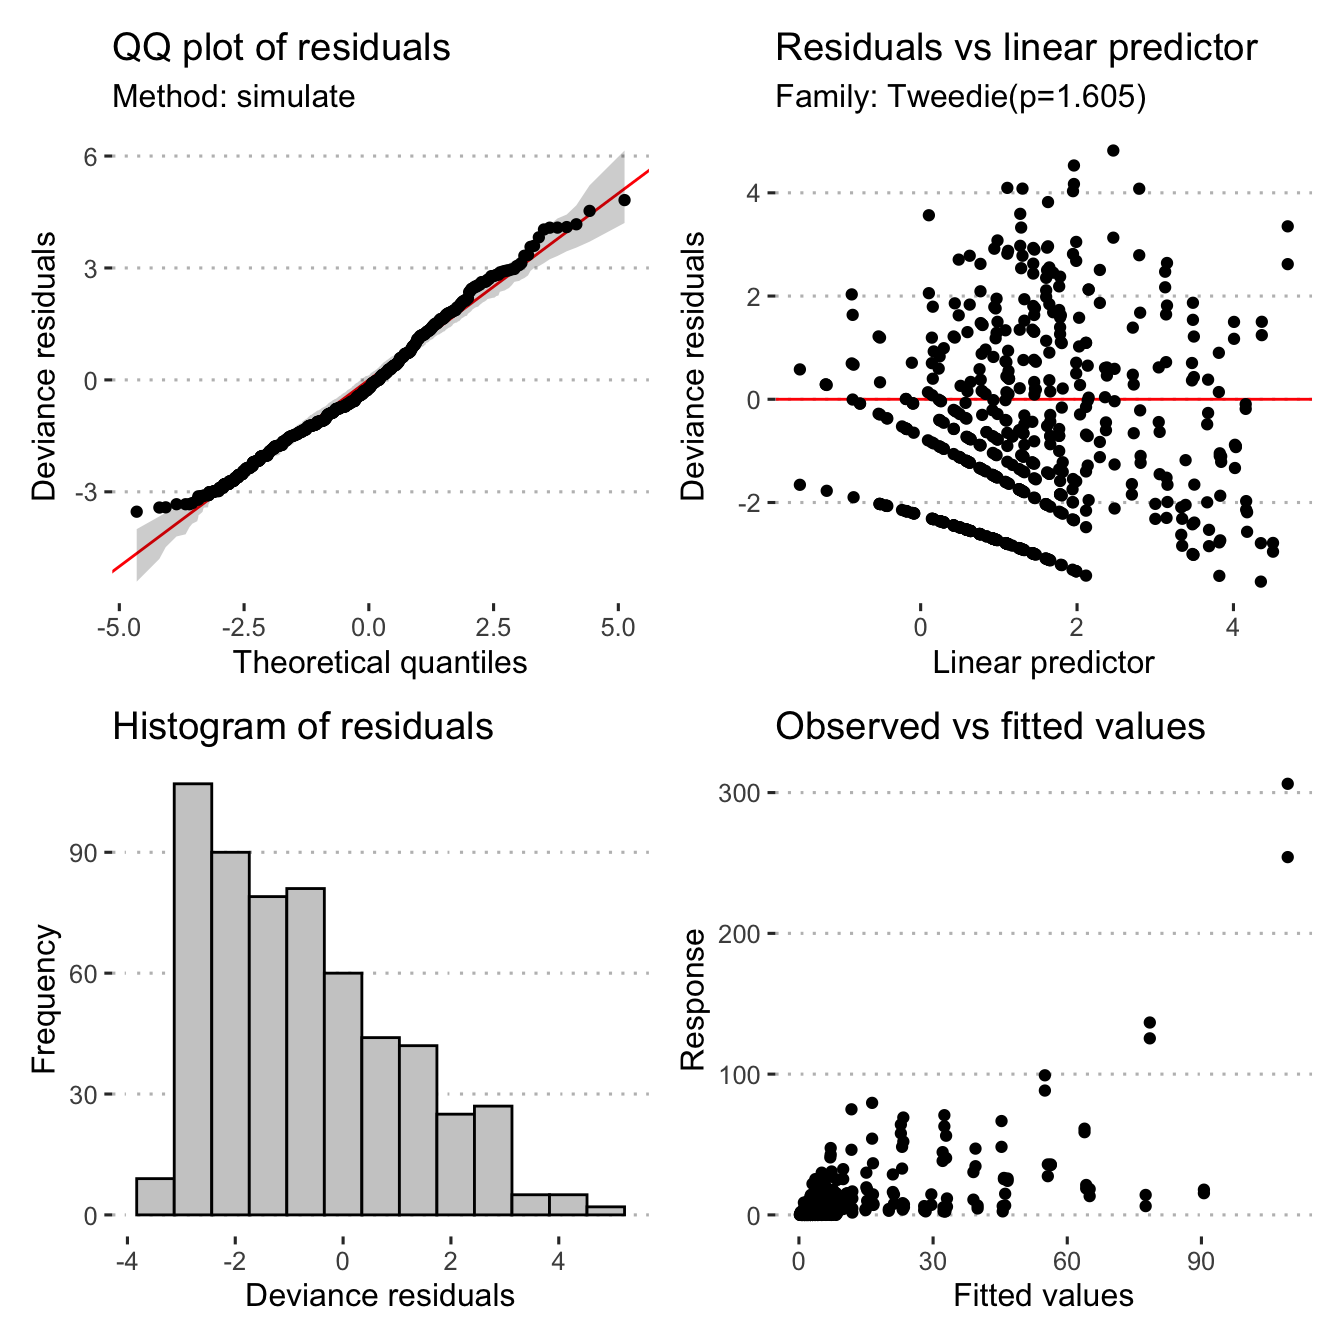 QQ plot of residuals
Method: simulate
6
3
0
-3
-5.0 -2.5 0.0 2.5 5.0
Theoretical quantiles
Deviance residuals
Residuals vs linear predictor
Family: Tweedie(p=1.605)
4
2
0
-2
0 2 4
Linear predictor
Deviance residuals
Histogram of residuals
90
60
30
0
-4 -2 0 2 4
Deviance residuals
Frequency
Observed vs fitted values
300
200
100
0
0 30 60 90
Fitted values
Response